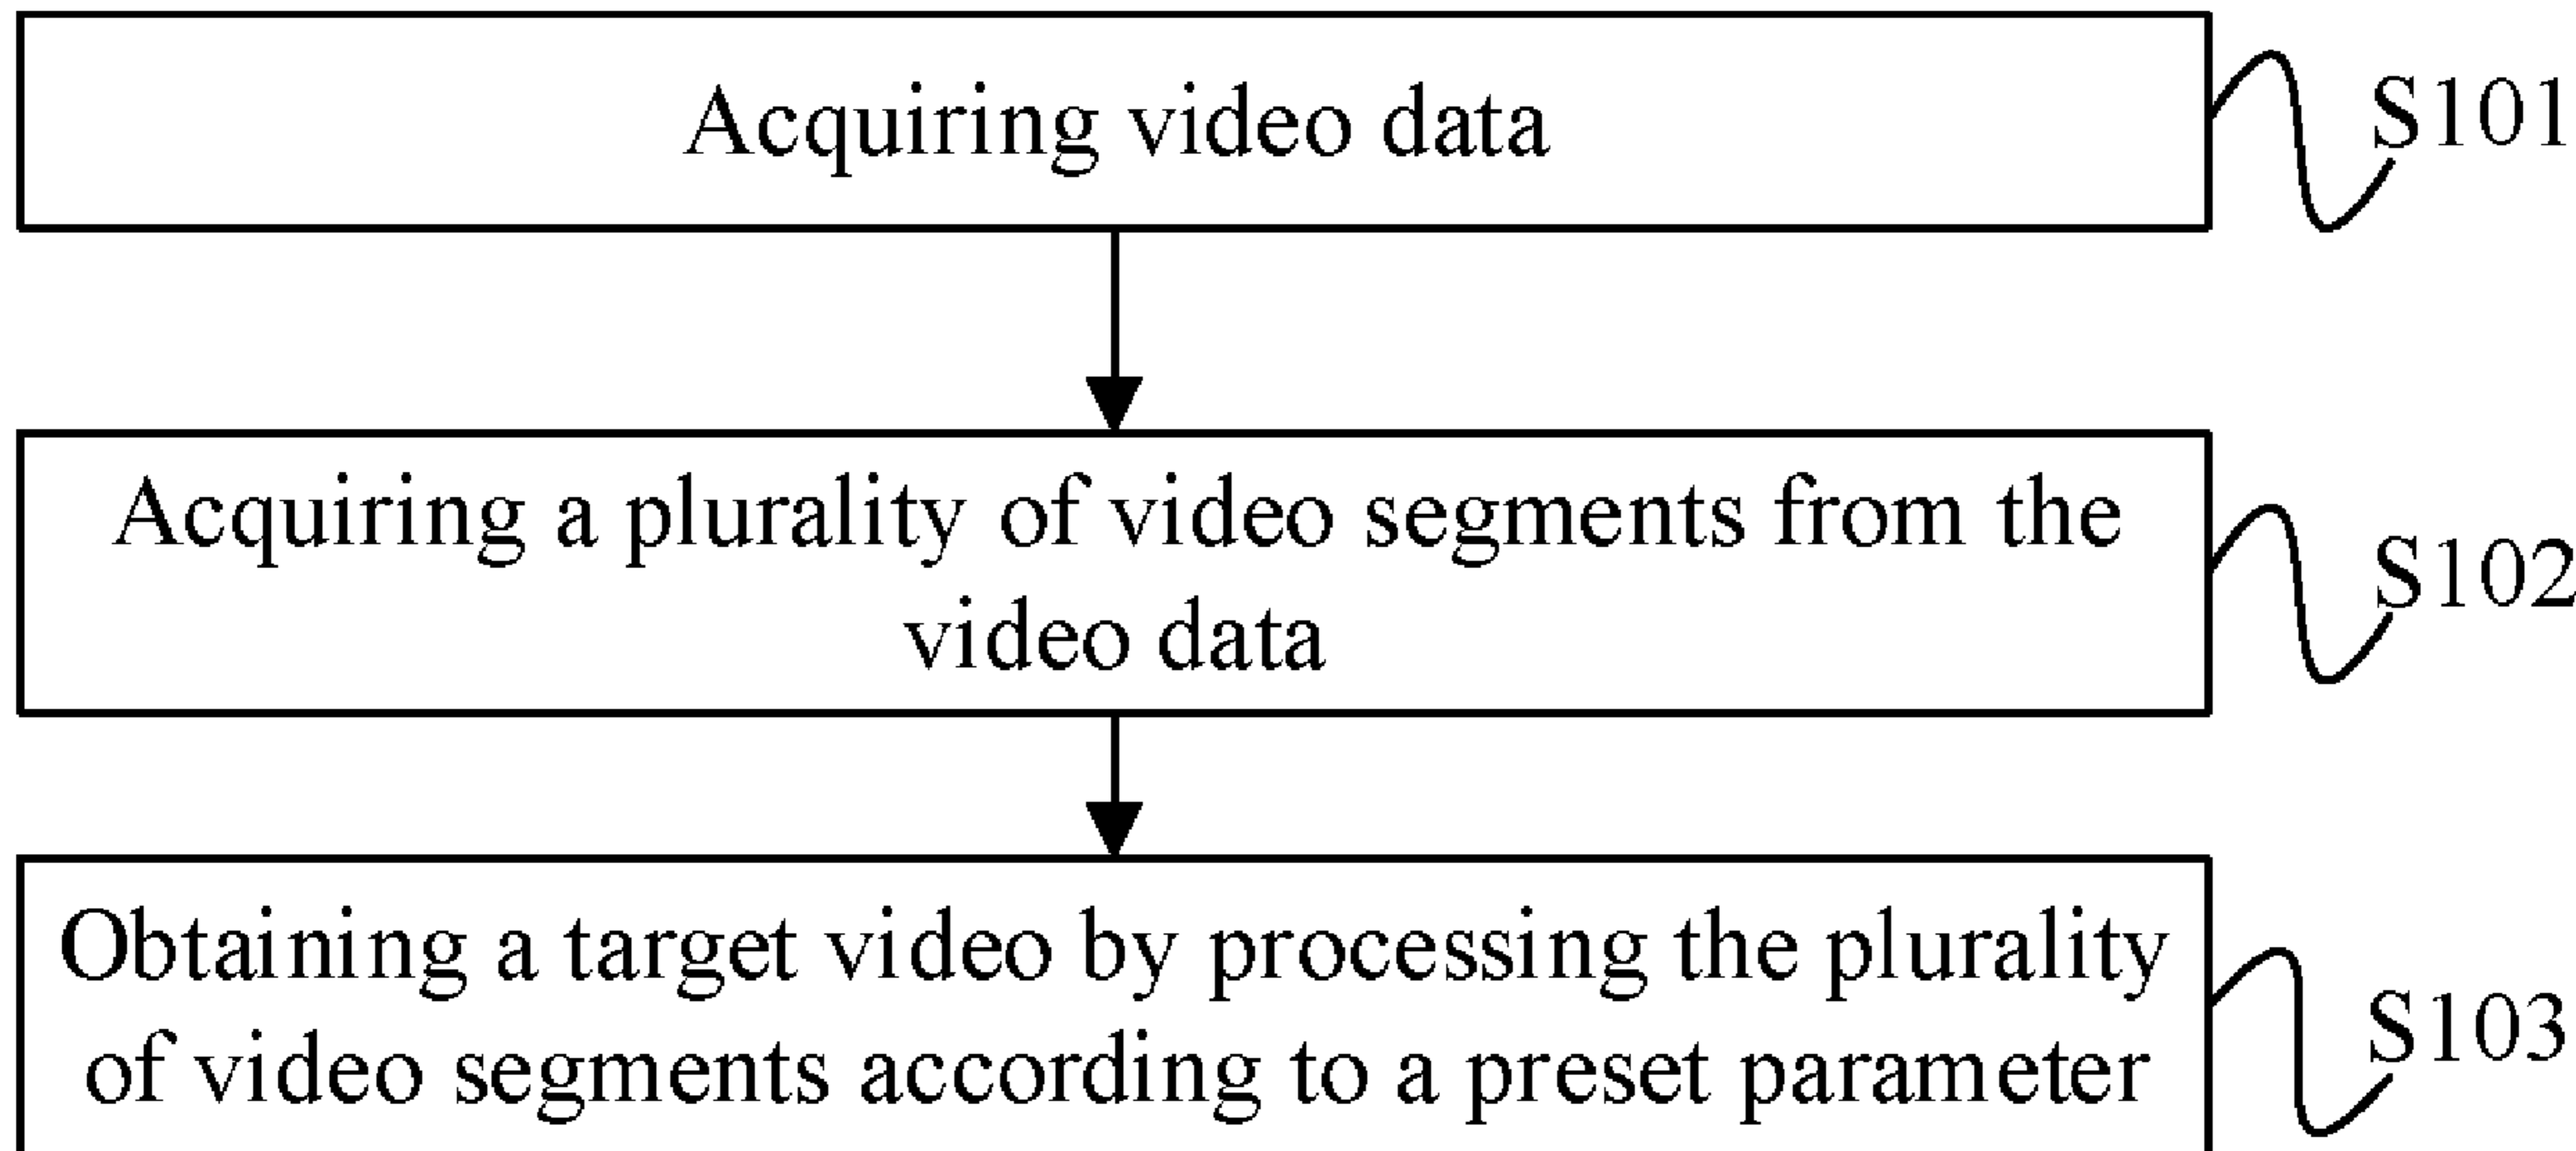 Acquiring video data
S101
Acquiring a plurality of video segments from the
video data
S102
Obtaining a target video by processing the plurality
of video segments according to a preset parameter
S103